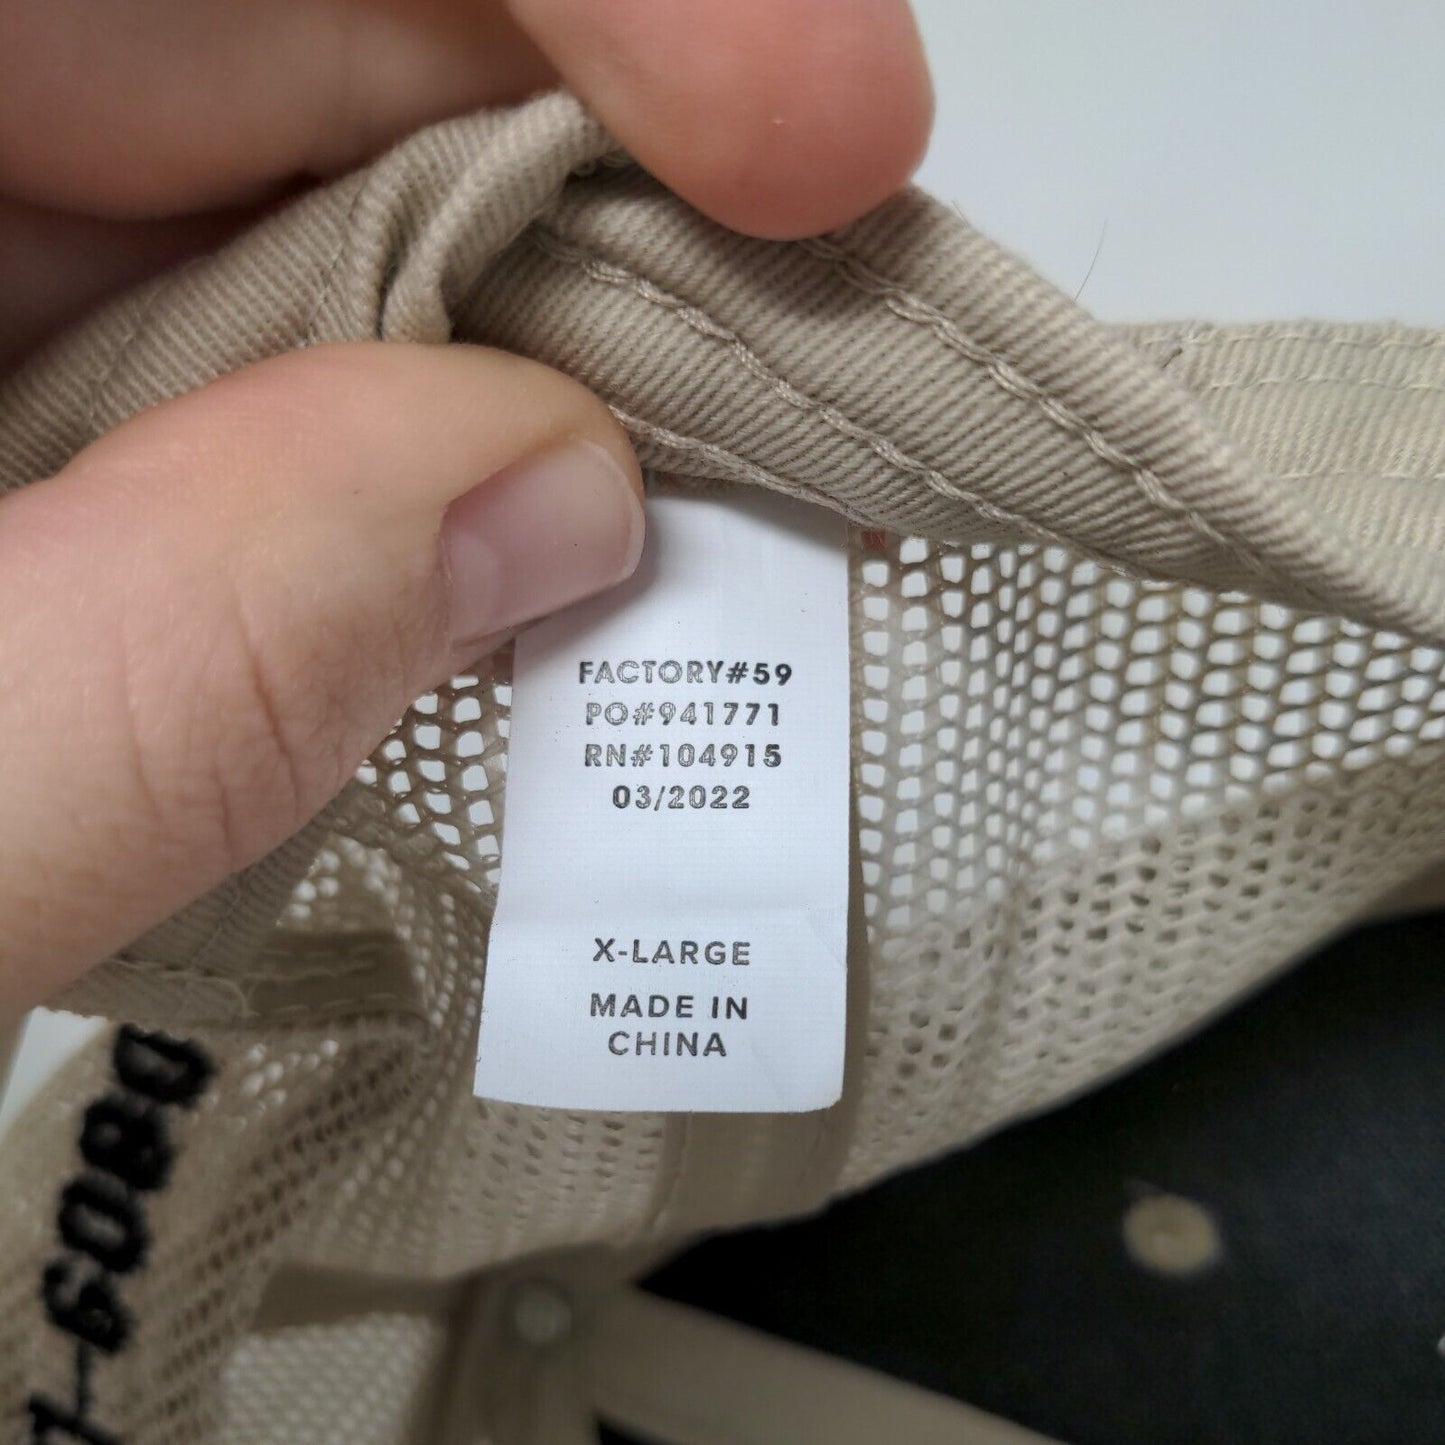 FACTORY#59
PO#941771
RN#104915
03/2022
X-LARGE
MADE IN
CHINA